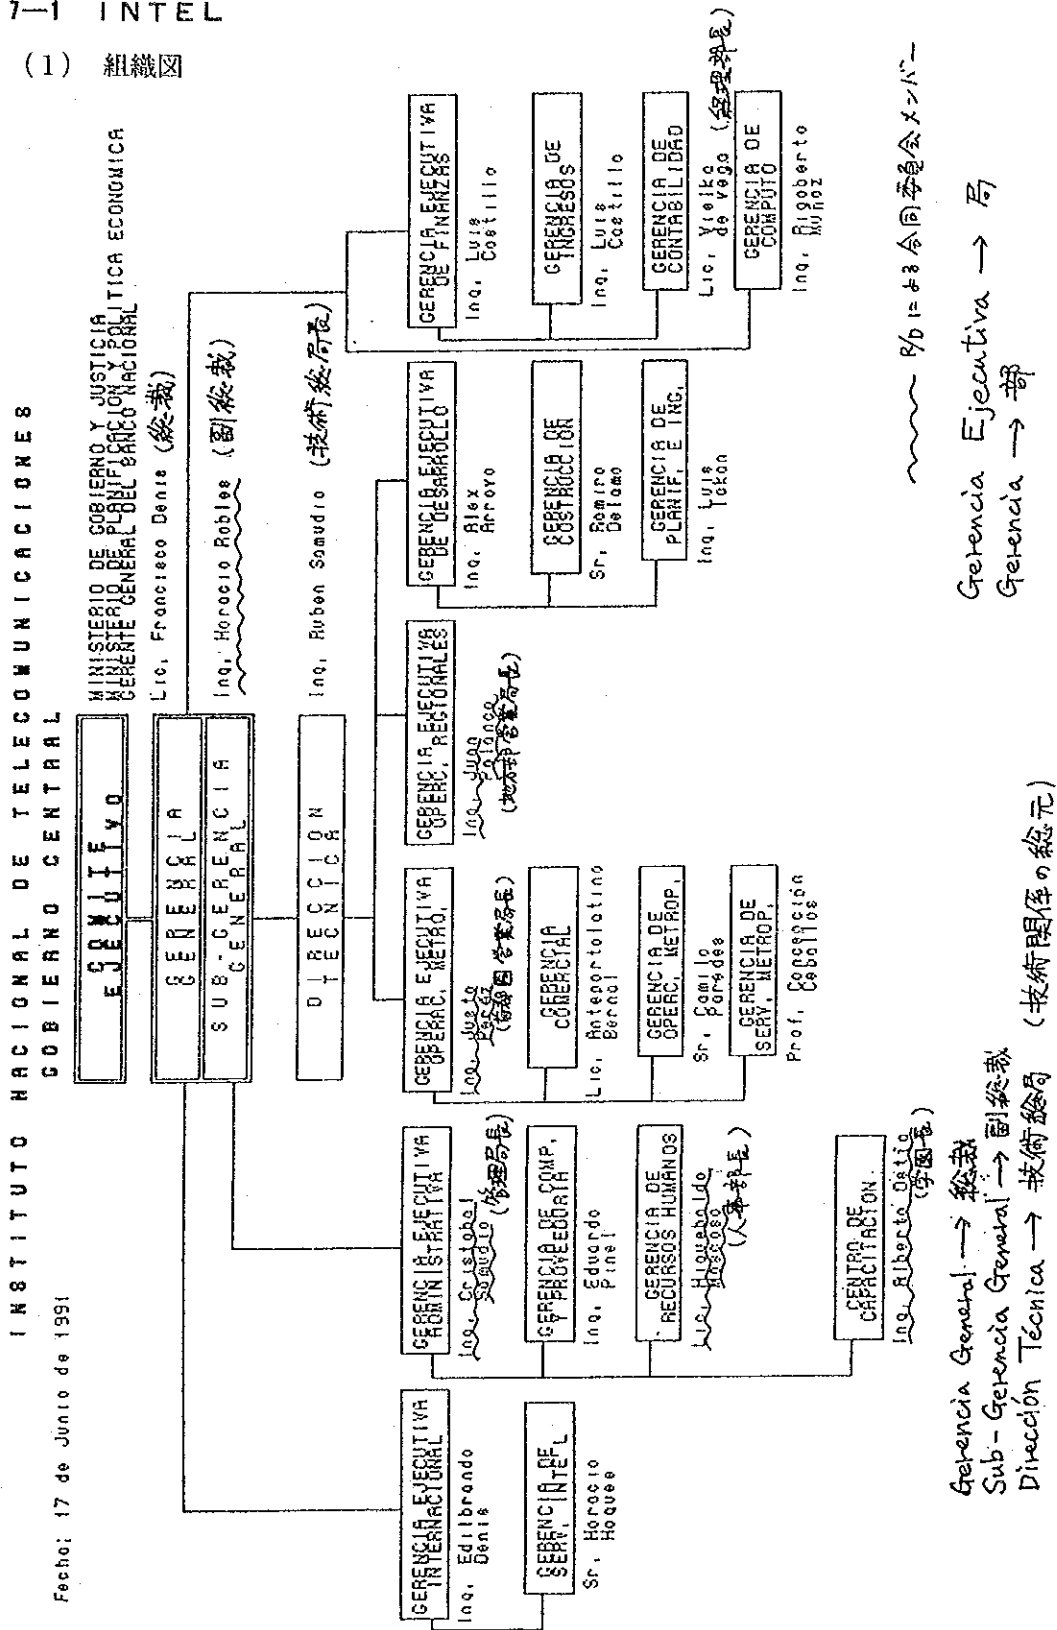 7-1 INTEL
(1) 組織図
INSTITUTO NACIONAL DE TELECOMUNICACIONES
GOBIERNO CENTRAL
Fecha: 17 de Junio de 1991
COMITE
EJECUTIVO
MINISTERIO DE GOBIERNO Y JUSTICIA
MINISTERIO DE PLANIFICACION Y POLITICA ECONOMICA
GERENTE GENERAL DEL BANCO NACIONAL
GERENCIA
GENERAL
Lic. Francisco Denis (総裁)
SUB-GERENCIA
GENERAL
Ing. Horacio Robles (副総裁)
DIRECCION
TECNICA
Ing. Ruben Samudio (技術総局長)
GERENCIA EJECUTIVA
INTERNACIONAL
Ing. Edilbrando
Denis
GERENCIA DE
SERV. INTEL
Sr. Horacio
Hoquee
GERENCIA EJECUTIVA
ADMINISTRATIVA
Ing. Cristobal
Samudio
(管理局長)
GERENCIA DE COMP.
Y PROVEEDURIA
Ing. Eduardo
Pinel
GERENCIA DE
RECURSOS HUMANOS
Lic. Higuebaldo
Moscoso
(人事部長)
CENTRO DE
CAPACITACION
Ing. Alberto
(学園長)
GERENCIA EJECUTIVA
OPERAC. METRO.
Ing. Justo
Perez
(首都圏営業局長)
GERENCIA
COMERCIAL
Lic. Anteportolatino
Bernal
GERENCIA DE
OPERC. METROP.
Sr. Camilo
Paredes
GERENCIA DE
SERV. METROP.
Prof. Concepción
Ceballos
GERENCIA EJECUTIVA
OPERC. REGIONALES
Ing. Juan
Polanco
(地方部営業局長)
GERENCIA EJECUTIVA
DE DESARROLLO
Ing. Alex
Arroyo
GERENCIA DE
COSTRUCCION
Sr. Ramiro
Delamo
GERENCIA DE
PLANIF. E ING.
Ing. Luis
Tokan
GERENCIA EJECUTIVA
DE FINANZAS
Ing. Luis
Castillo
GERENCIA DE
INGRESOS
Ing. Luis
Castillo
GERENCIA DE
CONTABILIDAD
Lic. Vielka
de Vega (経理部長)
GERENCIA DE
COMPUTO
Ing. Rigoberto
Muñoz
R/Dによる合同委員会メンバー
Gerencia Ejecutiva → 局
Gerencia → 部
Gerencia General → 総裁
Sub-Gerencia General → 副総裁
Dirección Técnica → 技術総局 (技術関係の総元)